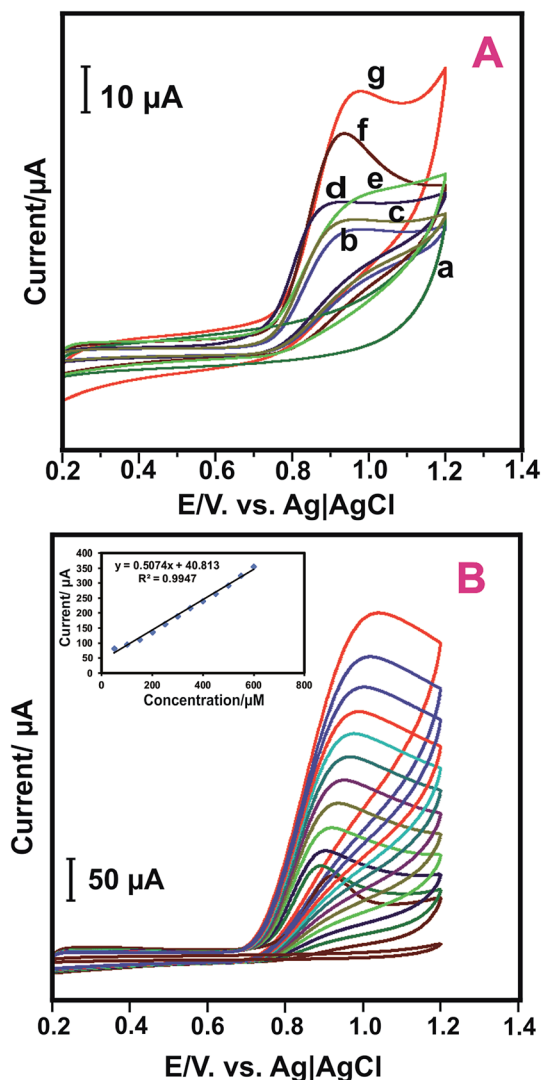 A
10 µA
g
f
e
d
c
b
a
Current/µA
0.2 0.4 0.6 0.8 1.0 1.2 1.4
E/V. vs. Ag|AgCl
B
y = 0.5074x + 40.813
R² = 0.9947
400
350
300
250
200
150
100
50
0
Current/ µA
0 200 400 600 800
Concentration/µM
Current/ µA
50 µA
0.2 0.4 0.6 0.8 1.0 1.2 1.4
E/V. vs. Ag|AgCl